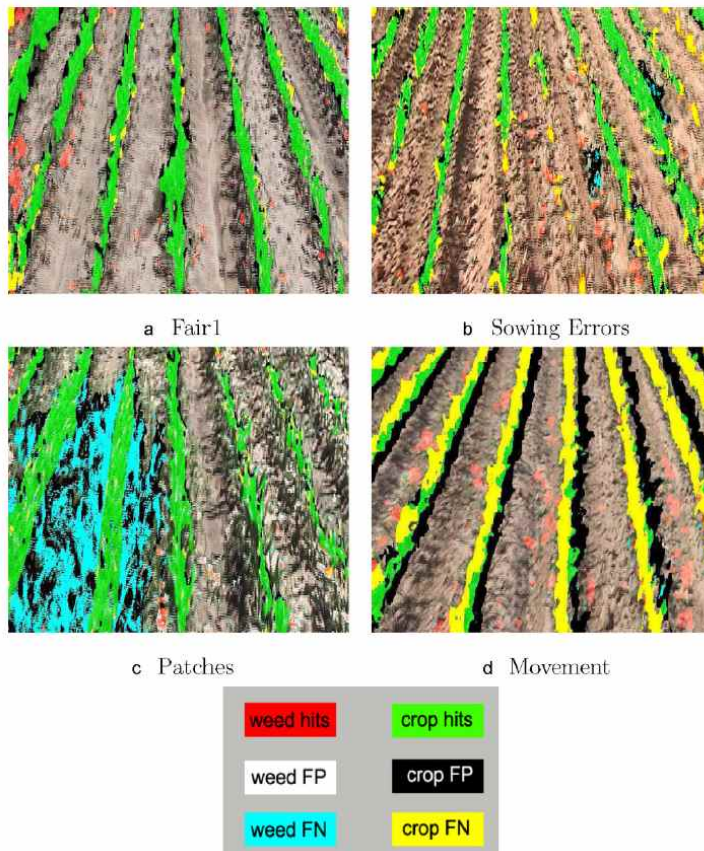 a Fair1
b Sowing Errors
c Patches
d Movement
weed hits
crop hits
weed FP
crop FP
weed FN
crop FN